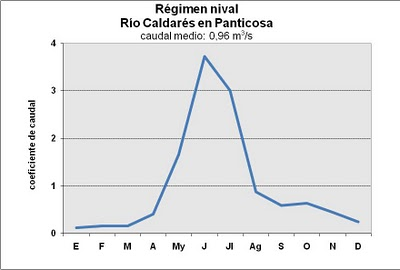 Régimen nival
Río Caldarés en Panticosa
caudal medio: 0,96 m³/s
coeficiente de caudal
4
3
2
1
0
E F M A My J Jl Ag S O N D